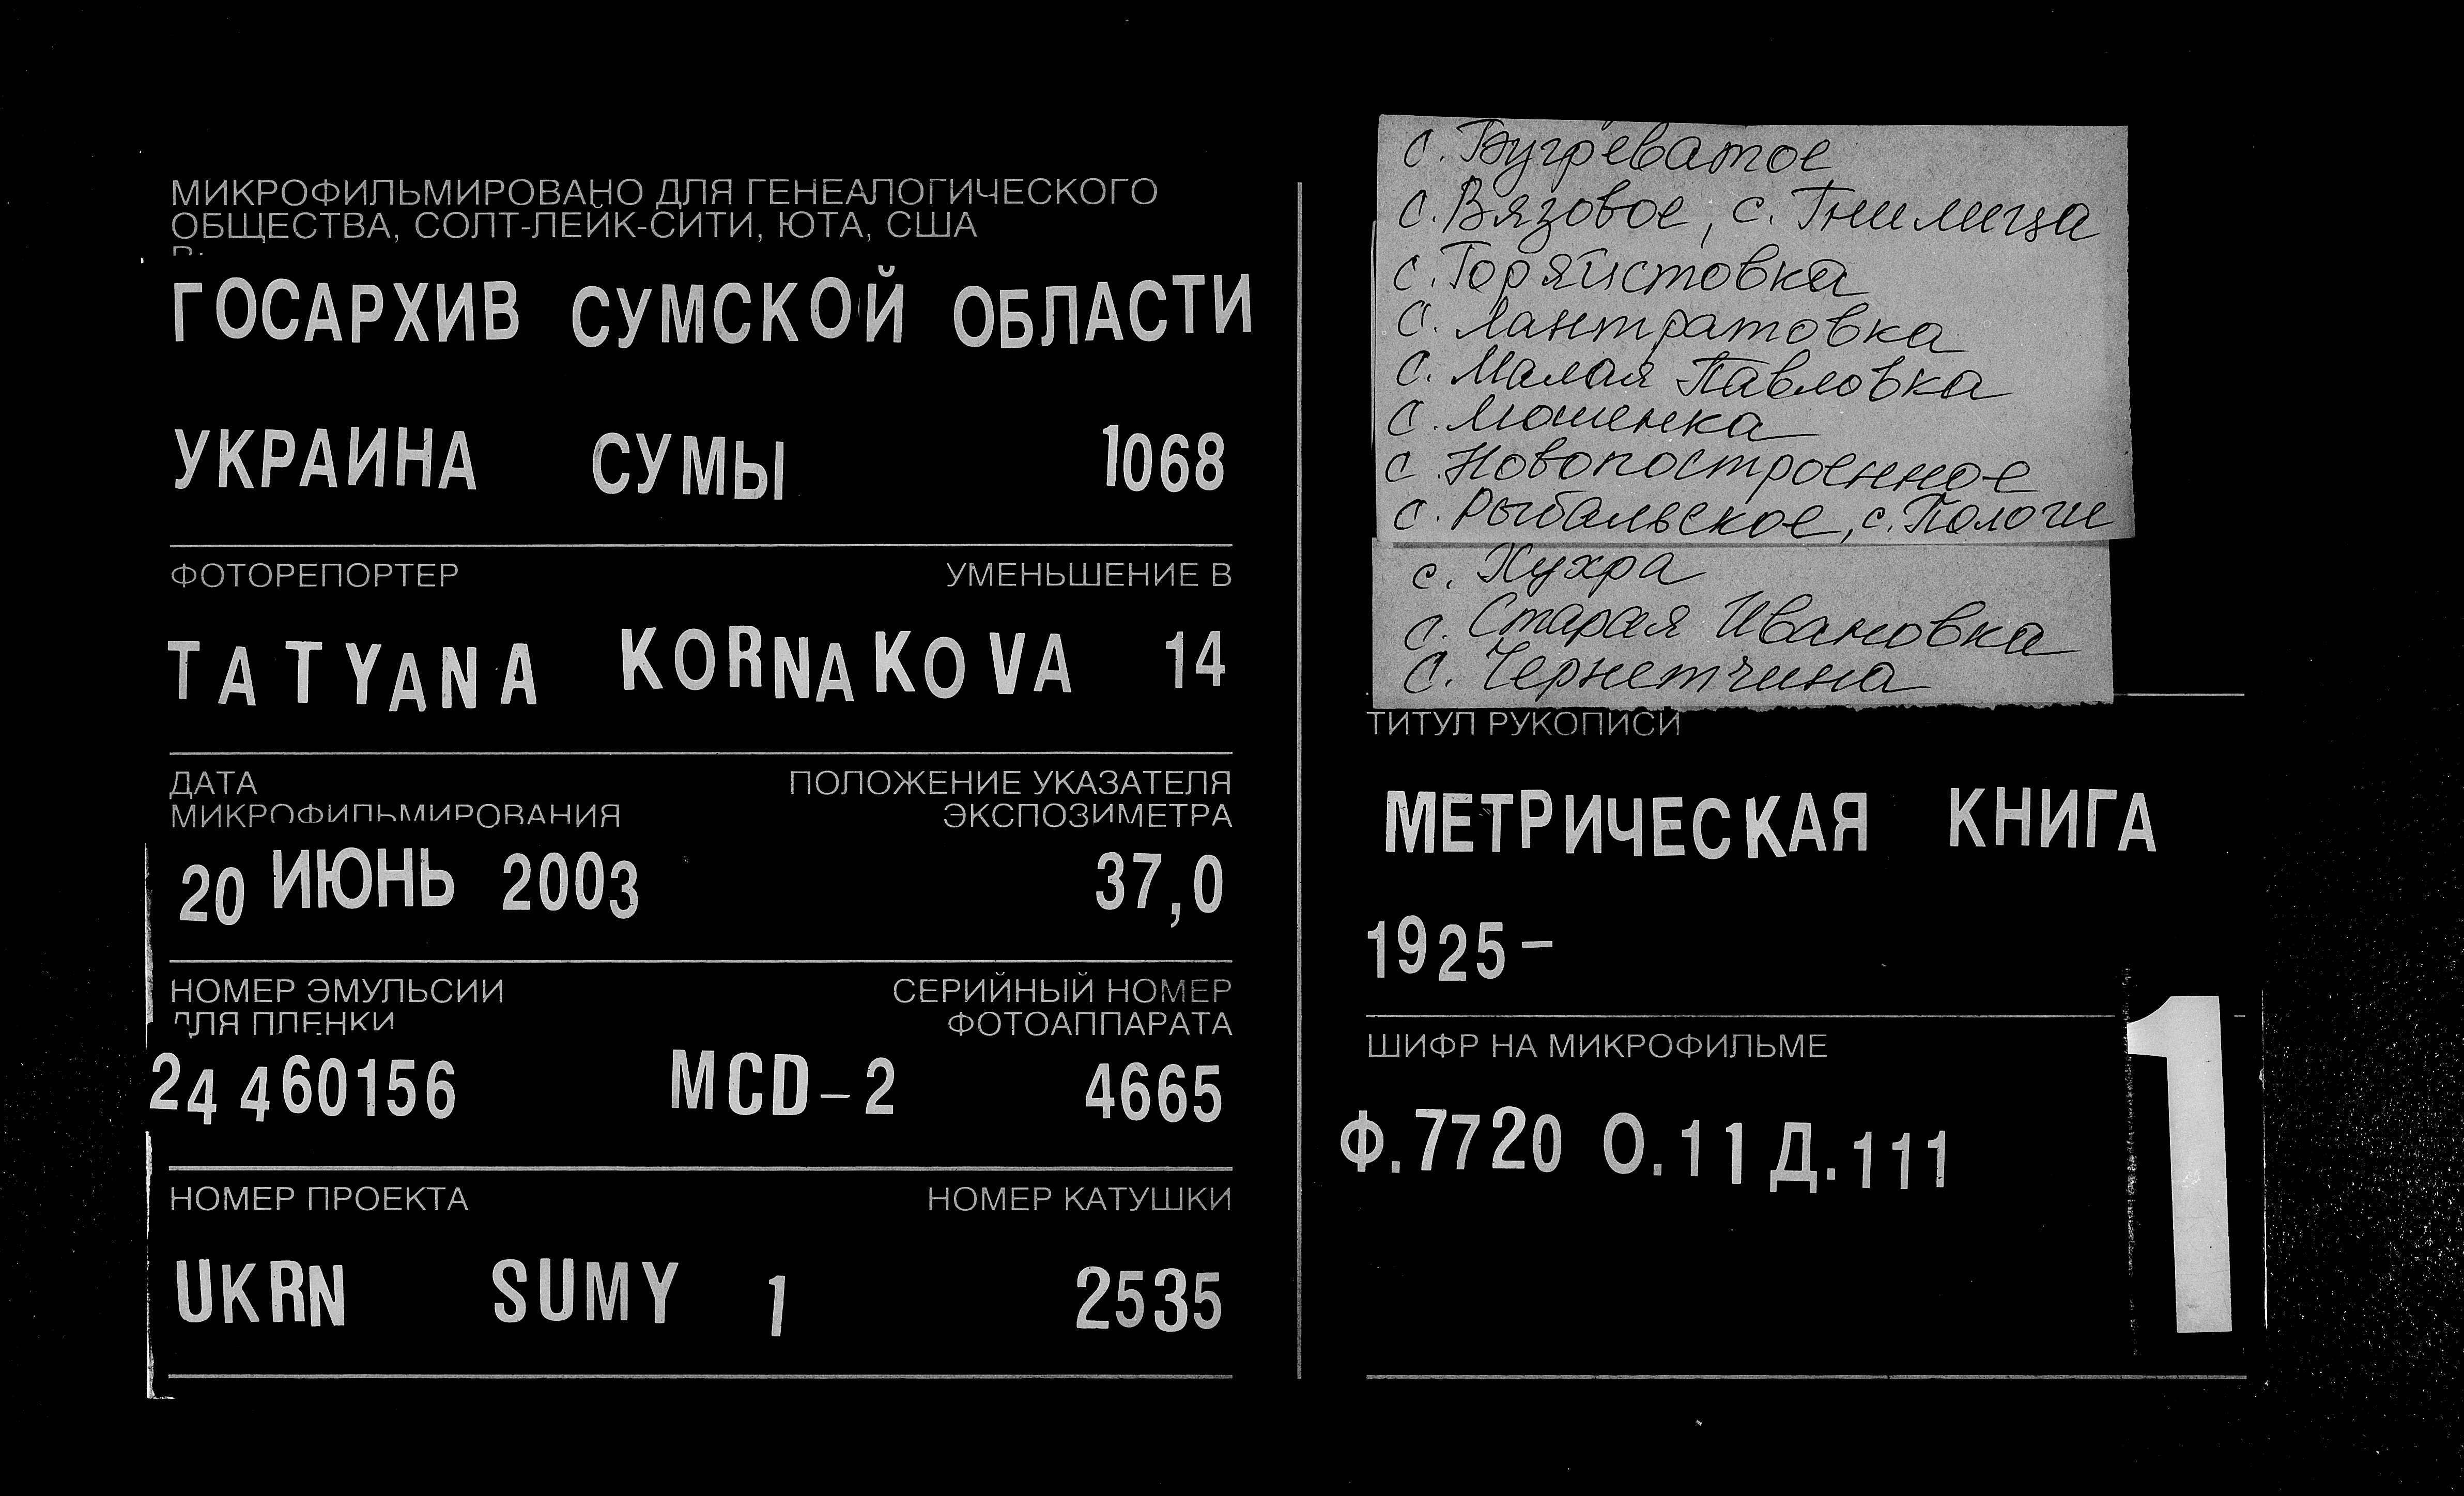 МИКРОФИЛЬМИРОВАНО ДЛЯ ГЕНЕАЛОГИЧЕСКОГО
ОБЩЕСТВА, СОЛТ-ЛЕЙК-СИТИ, ЮТА, США
ГОСАРХИВ СУМСКОЙ ОБЛАСТИ
УКРАИНА СУМЫ 1068
ФОТОРЕПОРТЕР УМЕНЬШЕНИЕ В
TATYANA KORNAKOVA 14
ДАТА ПОЛОЖЕНИЕ УКАЗАТЕЛЯ
МИКРОФИЛЬМИРОВАНИЯ ЭКСПОЗИМЕТРА
20 ИЮНЬ 2003 37,0
НОМЕР ЭМУЛЬСИИ СЕРИЙНЫЙ НОМЕР
ДЛЯ ПЛЕНКИ ФОТОАППАРАТА
24460156 MCD-2 4665
НОМЕР ПРОЕКТА НОМЕР КАТУШКИ
UKRN SUMY 1 2535
с. Бугреватое
с. Вязовое, с. Гнилица
с. Горяйстовка
с. Лантратовка
с. Малая Павловка
с. Мошенка
с. Новопостроенное
с. Рыбальское, с. Пологи
с. Хухра
с. Старая Ивановка
с. Чернетчина
ТИТУЛ РУКОПИСИ
МЕТРИЧЕСКАЯ КНИГА
1925-
ШИФР НА МИКРОФИЛЬМЕ
Ф.7720 О.11 Д.111
1